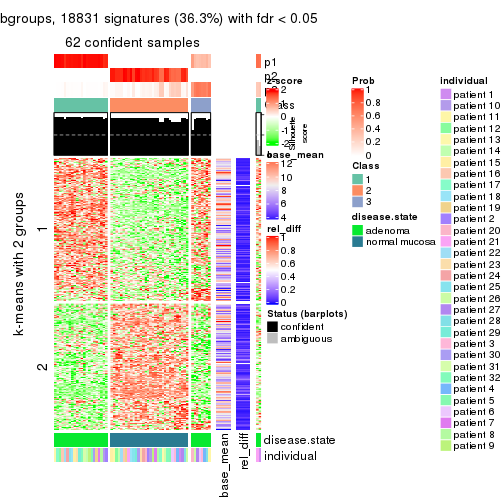 bgroups, 18831 signatures (36.3%) with fdr < 0.05
62 confident samples
p1
p2
Class
Silhouette
score
k-means with 2 groups
1
2
disease.state
individual
base_mean
rel_diff
z-score
2
1
0
-1
-2
base_mean
12
10
8
6
4
rel_diff
1
0.8
0.6
0.4
0.2
0
Status (barplots)
confident
ambiguous
Prob
1
0.8
0.6
0.4
0.2
0
Class
1
2
3
disease.state
adenoma
normal mucosa
individual
patient 1
patient 10
patient 11
patient 12
patient 13
patient 14
patient 15
patient 16
patient 17
patient 18
patient 19
patient 2
patient 20
patient 21
patient 22
patient 23
patient 24
patient 25
patient 26
patient 27
patient 28
patient 29
patient 3
patient 30
patient 31
patient 32
patient 4
patient 5
patient 6
patient 7
patient 8
patient 9